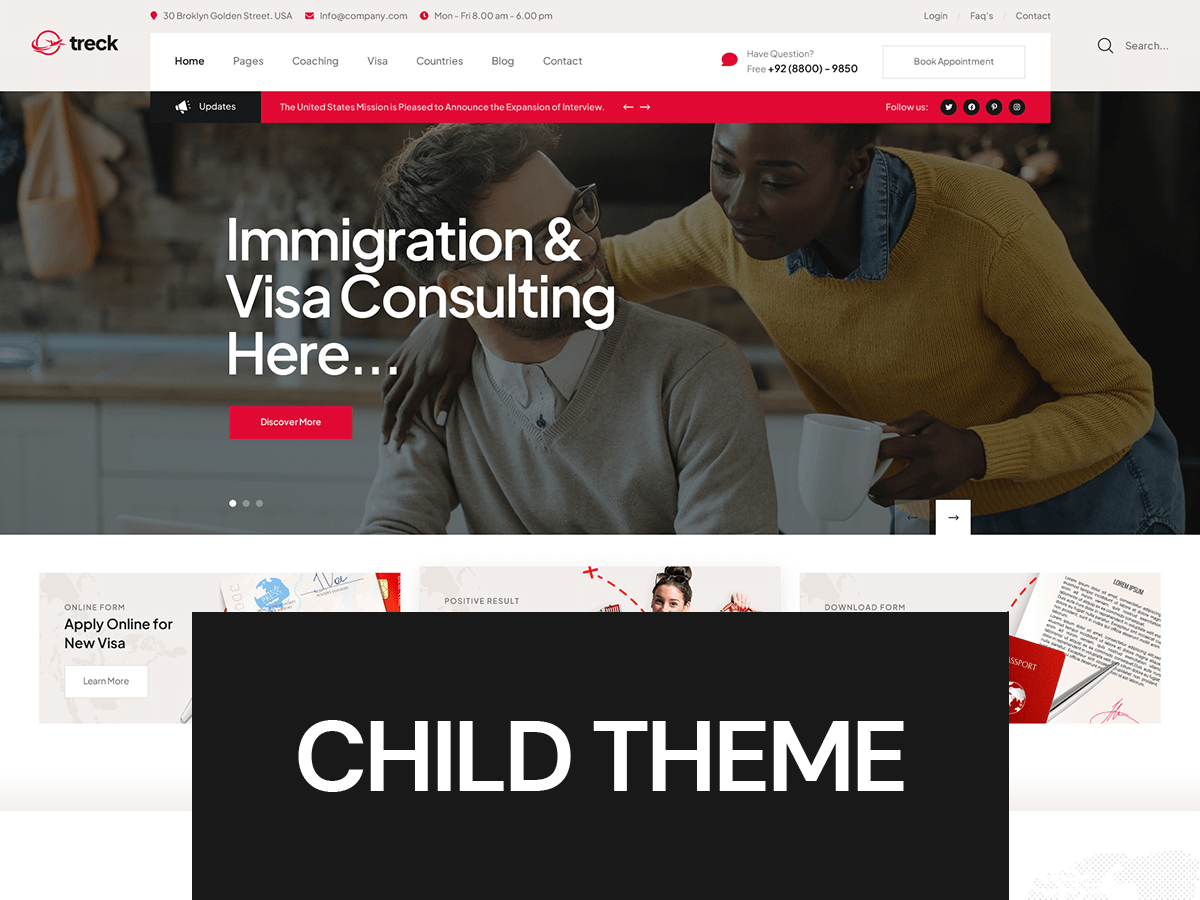 30 Broklyn Golden Street. USA
Info@company.com
Mon - Fri 8.00 am - 6.00 pm
Login / Faq's / Contact
treck
Home
Pages
Coaching
Visa
Countries
Blog
Contact
Have Question?
Free +92 (8800) - 9850
Book Appointment
Search...
Updates
The United States Mission is Pleased to Announce the Expansion of Interview.
Follow us:
Immigration &
Visa Consulting
Here...
Discover More
ONLINE FORM
Apply Online for
New Visa
Learn More
POSITIVE RESULT
DOWNLOAD FORM
LOREM IPSUM
CHILD THEME